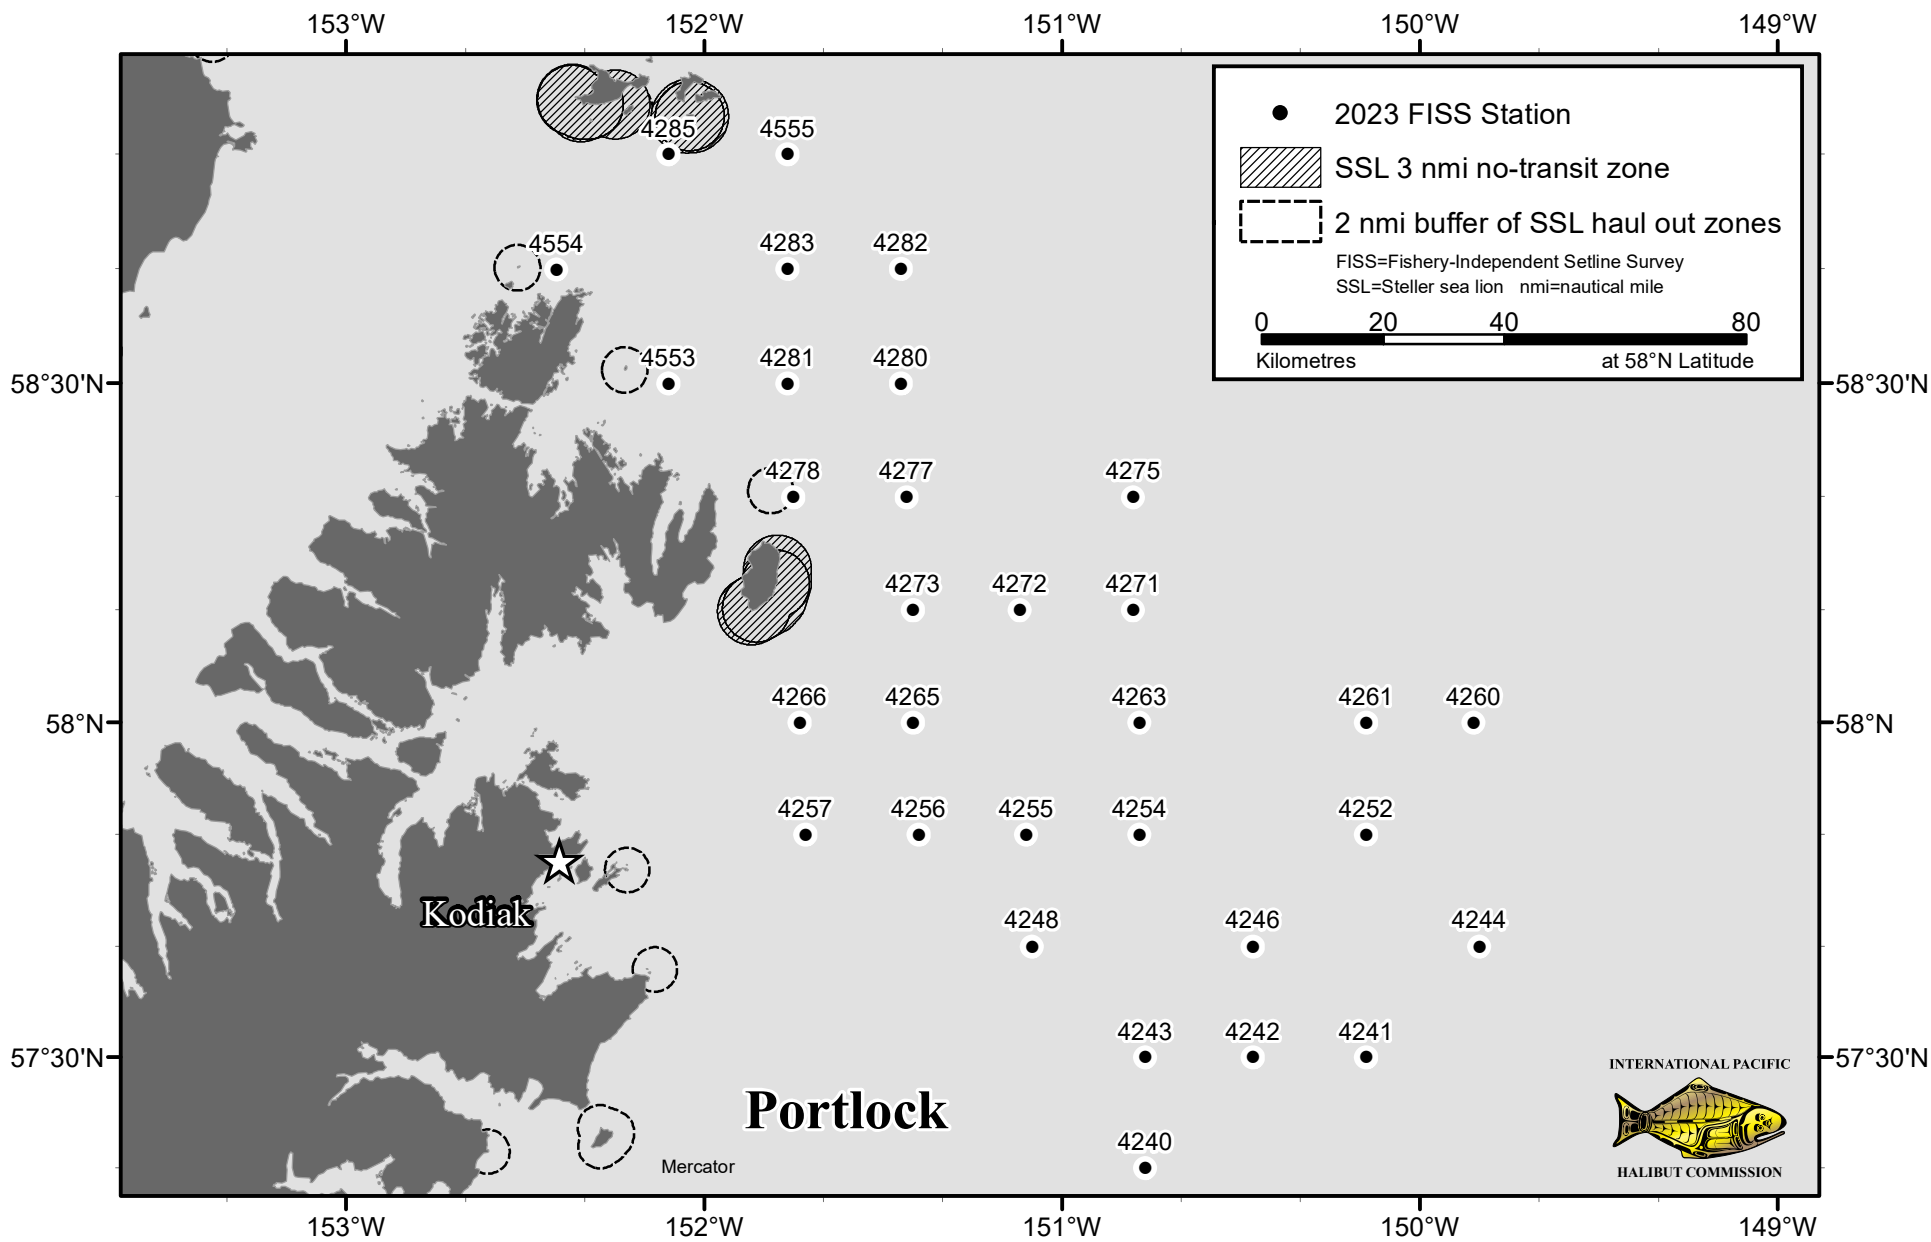 153°W 152°W 151°W 150°W 149°W
2023 FISS Station
SSL 3 nmi no-transit zone
2 nmi buffer of SSL haul out zones
FISS=Fishery-Independent Setline Survey
SSL=Steller sea lion nmi=nautical mile
0 20 40 80
Kilometres at 58°N Latitude
4285 4555
4554 4283 4282
4553 4281 4280
58°30'N 58°30'N
4278 4277 4275
4273 4272 4271
4266 4265 4263 4261 4260
58°N 58°N
4257 4256 4255 4254 4252
Kodiak
4248 4246 4244
4243 4242 4241
57°30'N 57°30'N
INTERNATIONAL PACIFIC
HALIBUT COMMISSION
Portlock
4240
Mercator
153°W 152°W 151°W 150°W 149°W